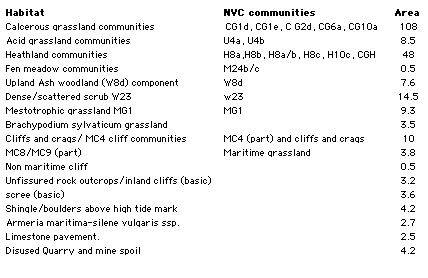 Habitat NYC communities Area
Calcerous grassland communities CG1d, CG1e, C G2d, CG6a, CG10a 108
Acid grassland communities U4a, U4b 8.5
Heathland communities H8a,H8b, H8a/b, H8c, H10c, CGH 48
Fen meadow communities M24b/c 0.5
Upland Ash woodland (W8d) component W8d 7.6
Dense/scattered scrub W23 w23 14.5
Mestotrophic grassland MG1 MG1 9.3
Brachypodium sylvaticum grassland 3.5
Cliffs and crags/ MC4 cliff communities MC4 (part) and cliffs and crags 10
MC8/MC9 (part) Maritime grassland 3.8
Non maritime cliff 0.5
Unfissured rock outcrops/inland cliffs (basic) 3.2
scree (basic) 3.6
Shingle/boulders above high tide mark 4.2
Armeria maritima-silene vulgaris ssp. 2.7
Limestone pavement. 2.5
Disused Quarry and mine spoil 4.2